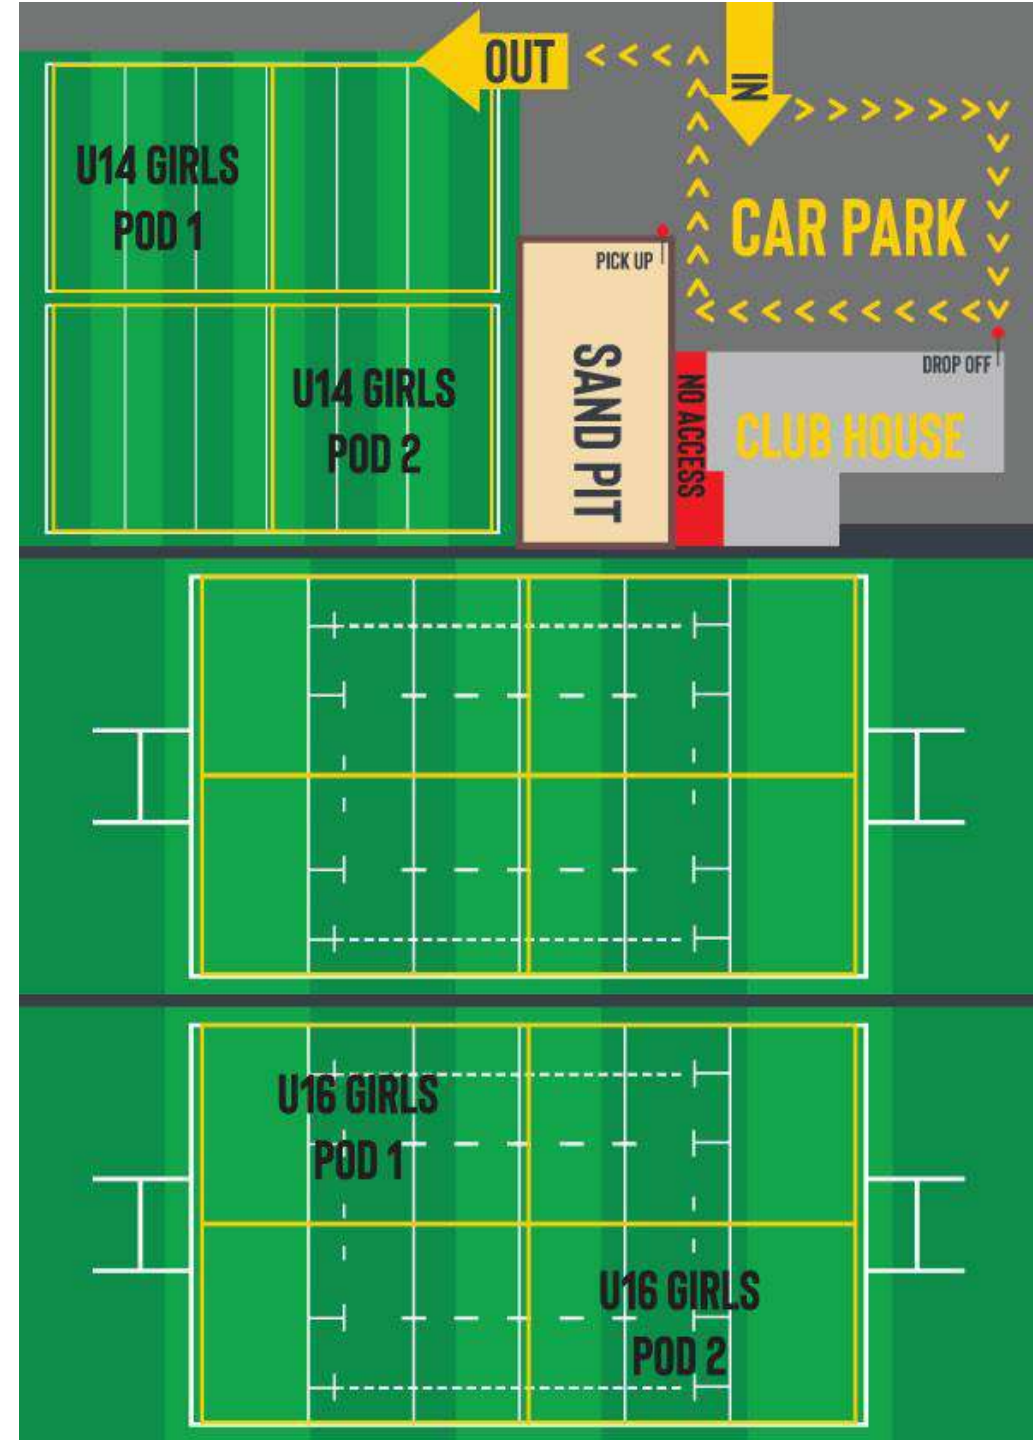 OUT
IN
U14 GIRLS
POD 1
CAR PARK
PICK UP
DROP OFF
U14 GIRLS
POD 2
SAND PIT
NO ACCESS
CLUB HOUSE
U16 GIRLS
POD 1
U16 GIRLS
POD 2